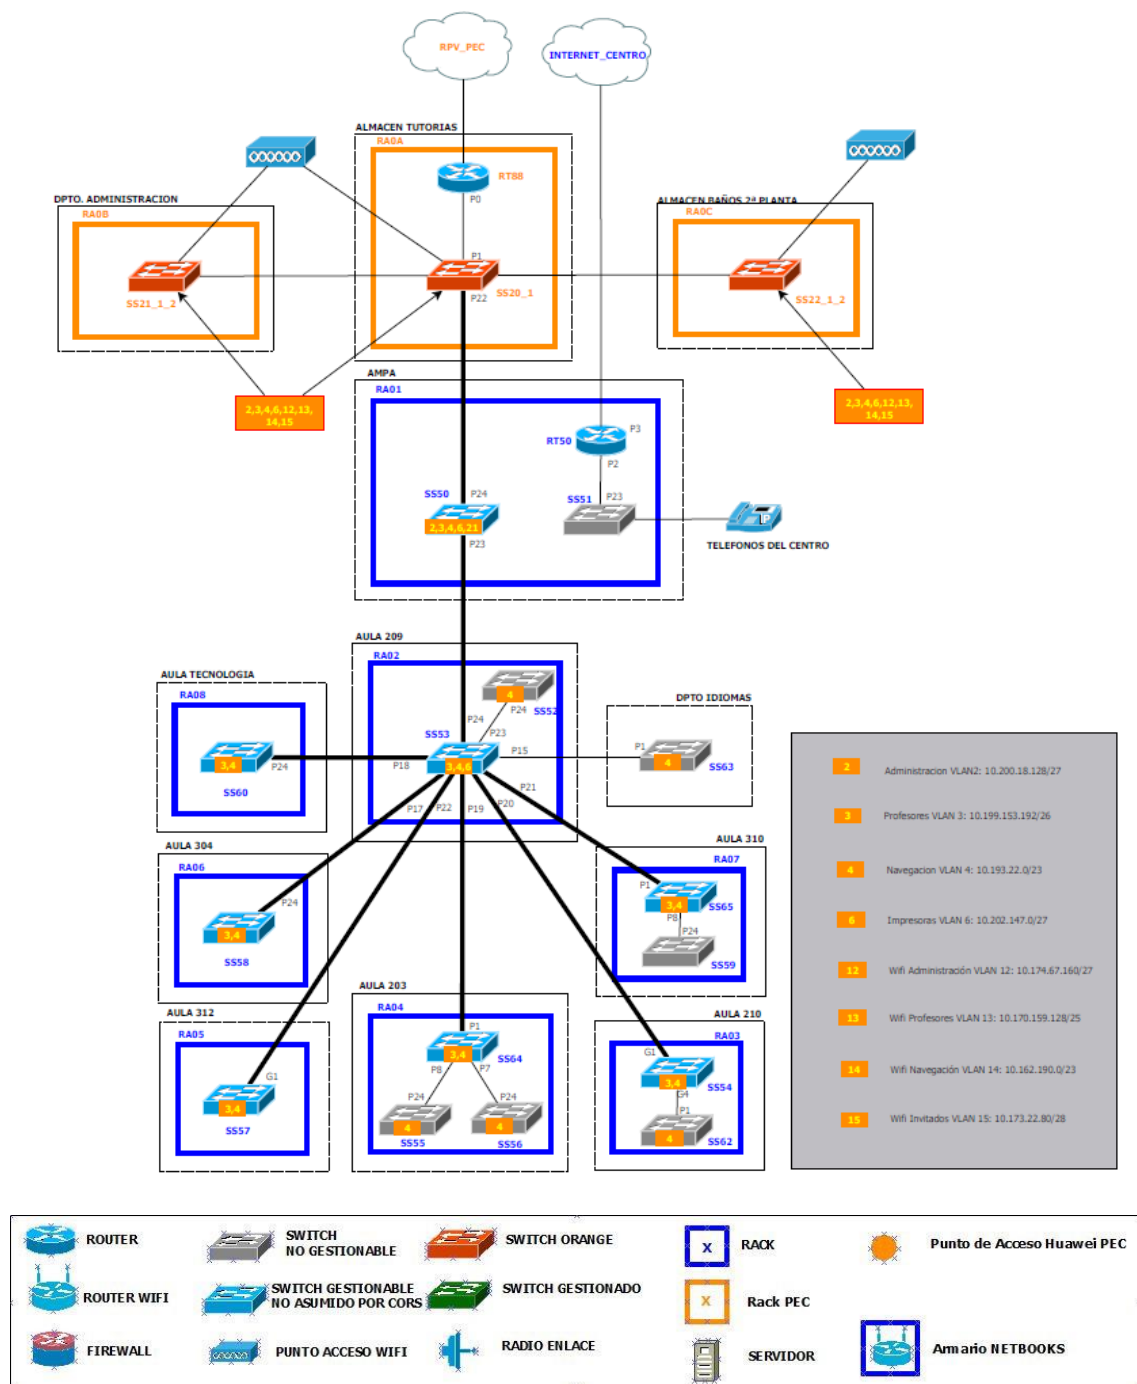 RPV_PEC
INTERNET_CENTRO
ALMACEN TUTORIAS
RA0A
RT88
P0
P1
SS20_1
P22
DPTO. ADMINISTRACION
RA0B
SS21_1_2
ALMACEN BAÑOS 2ª PLANTA
RA0C
SS22_1_2
2,3,4,6,12,13,
14,15
2,3,4,6,12,13,
14,15
AMPA
RA01
P3
RT50
P2
SS50
P24
SS51
P23
2,3,4,6,21
P23
IP
TELEFONOS DEL CENTRO
AULA 209
RA02
4
P24
SS52
P24
P23
SS53
P15
3,4,6
P18
P21
P20
P17
P22
P19
AULA TECNOLOGIA
RA08
3,4
P24
SS60
DPTO IDIOMAS
P1
4
SS63
AULA 304
RA06
P24
3,4
SS58
AULA 310
RA07
P1
3,4
SS65
P8
P24
SS59
AULA 312
RA05
G1
3,4
SS57
AULA 203
RA04
P1
3,4
SS64
P8
P7
P24
P24
4
4
SS55
SS56
AULA 210
RA03
G1
3,4
SS54
G4
P1
4
SS62
2
Administracion VLAN2: 10.200.18.128/27
3
Profesores VLAN 3: 10.199.153.192/26
4
Navegacion VLAN 4: 10.193.22.0/23
6
Impresoras VLAN 6: 10.202.147.0/27
12
Wifi Administración VLAN 12: 10.174.67.160/27
13
Wifi Profesores VLAN 13: 10.170.159.128/25
14
Wifi Navegación VLAN 14: 10.162.190.0/23
15
Wifi Invitados VLAN 15: 10.173.22.80/28
ROUTER
SWITCH
NO GESTIONABLE
SWITCH ORANGE
X
RACK
Punto de Acceso Huawei PEC
ROUTER WIFI
SWITCH GESTIONABLE
NO ASUMIDO POR CORS
SWITCH GESTIONADO
X
Rack PEC
FIREWALL
PUNTO ACCESO WIFI
RADIO ENLACE
SERVIDOR
Armario NETBOOKS